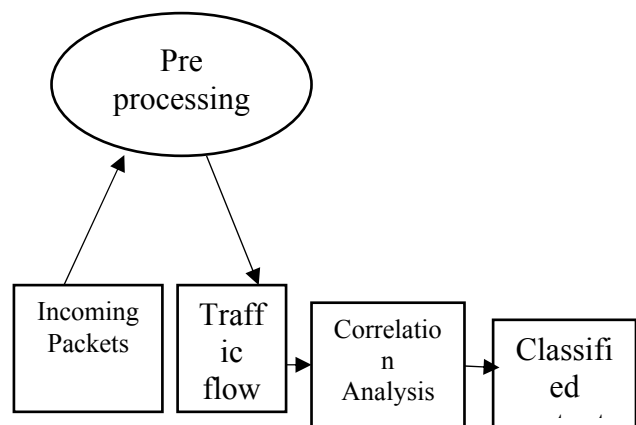 Pre
processing
Incoming
Packets
Traff
ic
flow
Correlatio
n
Analysis
Classifi
ed